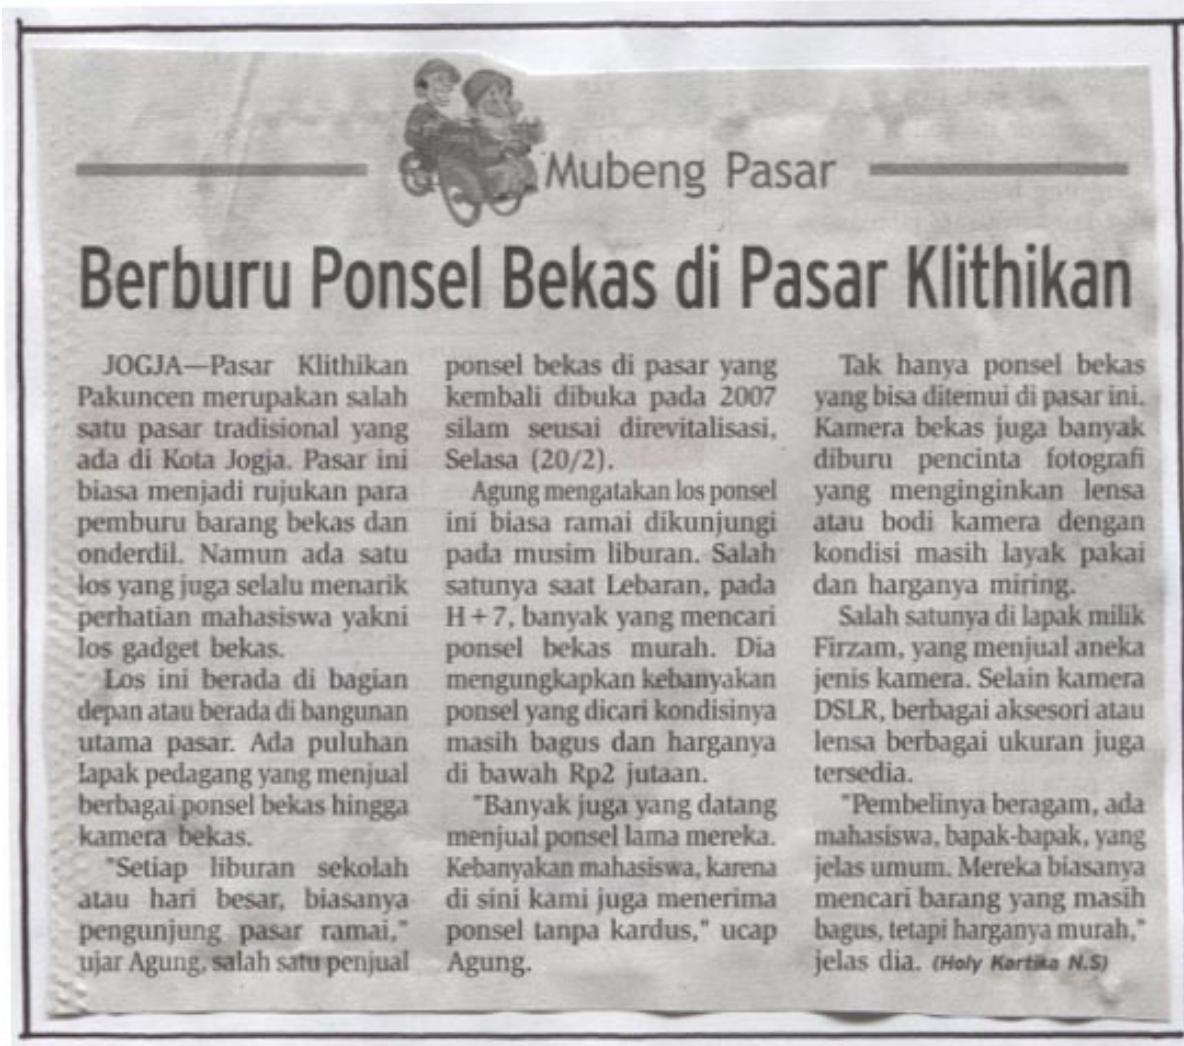 Mubeng Pasar
Berburu Ponsel Bekas di Pasar Klithikan
JOGJA—Pasar Klithikan
Pakuncen merupakan salah
satu pasar tradisional yang
ada di Kota Jogja. Pasar ini
biasa menjadi rujukan para
pemburu barang bekas dan
onderdil. Namun ada satu
los yang juga selalu menarik
perhatian mahasiswa yakni
los gadget bekas.
Los ini berada di bagian
depan atau berada di bangunan
utama pasar. Ada puluhan
lapak pedagang yang menjual
berbagai ponsel bekas hingga
kamera bekas.
"Setiap liburan sekolah
atau hari besar, biasanya
pengunjung pasar ramai,"
ujar Agung, salah satu penjual
ponsel bekas di pasar yang
kembali dibuka pada 2007
silam seusai direvitalisasi,
Selasa (20/2).
Agung mengatakan los ponsel
ini biasa ramai dikunjungi
pada musim liburan. Salah
satunya saat Lebaran, pada
H+7, banyak yang mencari
ponsel bekas murah. Dia
mengungkapkan kebanyakan
ponsel yang dicari kondisinya
masih bagus dan harganya
di bawah Rp2 jutaan.
"Banyak juga yang datang
menjual ponsel lama mereka.
Kebanyakan mahasiswa, karena
di sini kami juga menerima
ponsel tanpa kardus," ucap
Agung.
Tak hanya ponsel bekas
yang bisa ditemui di pasar ini.
Kamera bekas juga banyak
diburu pencinta fotografi
yang menginginkan lensa
atau bodi kamera dengan
kondisi masih layak pakai
dan harganya miring.
Salah satunya di lapak milik
Firzam, yang menjual aneka
jenis kamera. Selain kamera
DSLR, berbagai aksesori atau
lensa berbagai ukuran juga
tersedia.
"Pembelinya beragam, ada
mahasiswa, bapak-bapak, yang
jelas umum. Mereka biasanya
mencari barang yang masih
bagus, tetapi harganya murah,"
jelas dia. (Holy Kartika N.S)